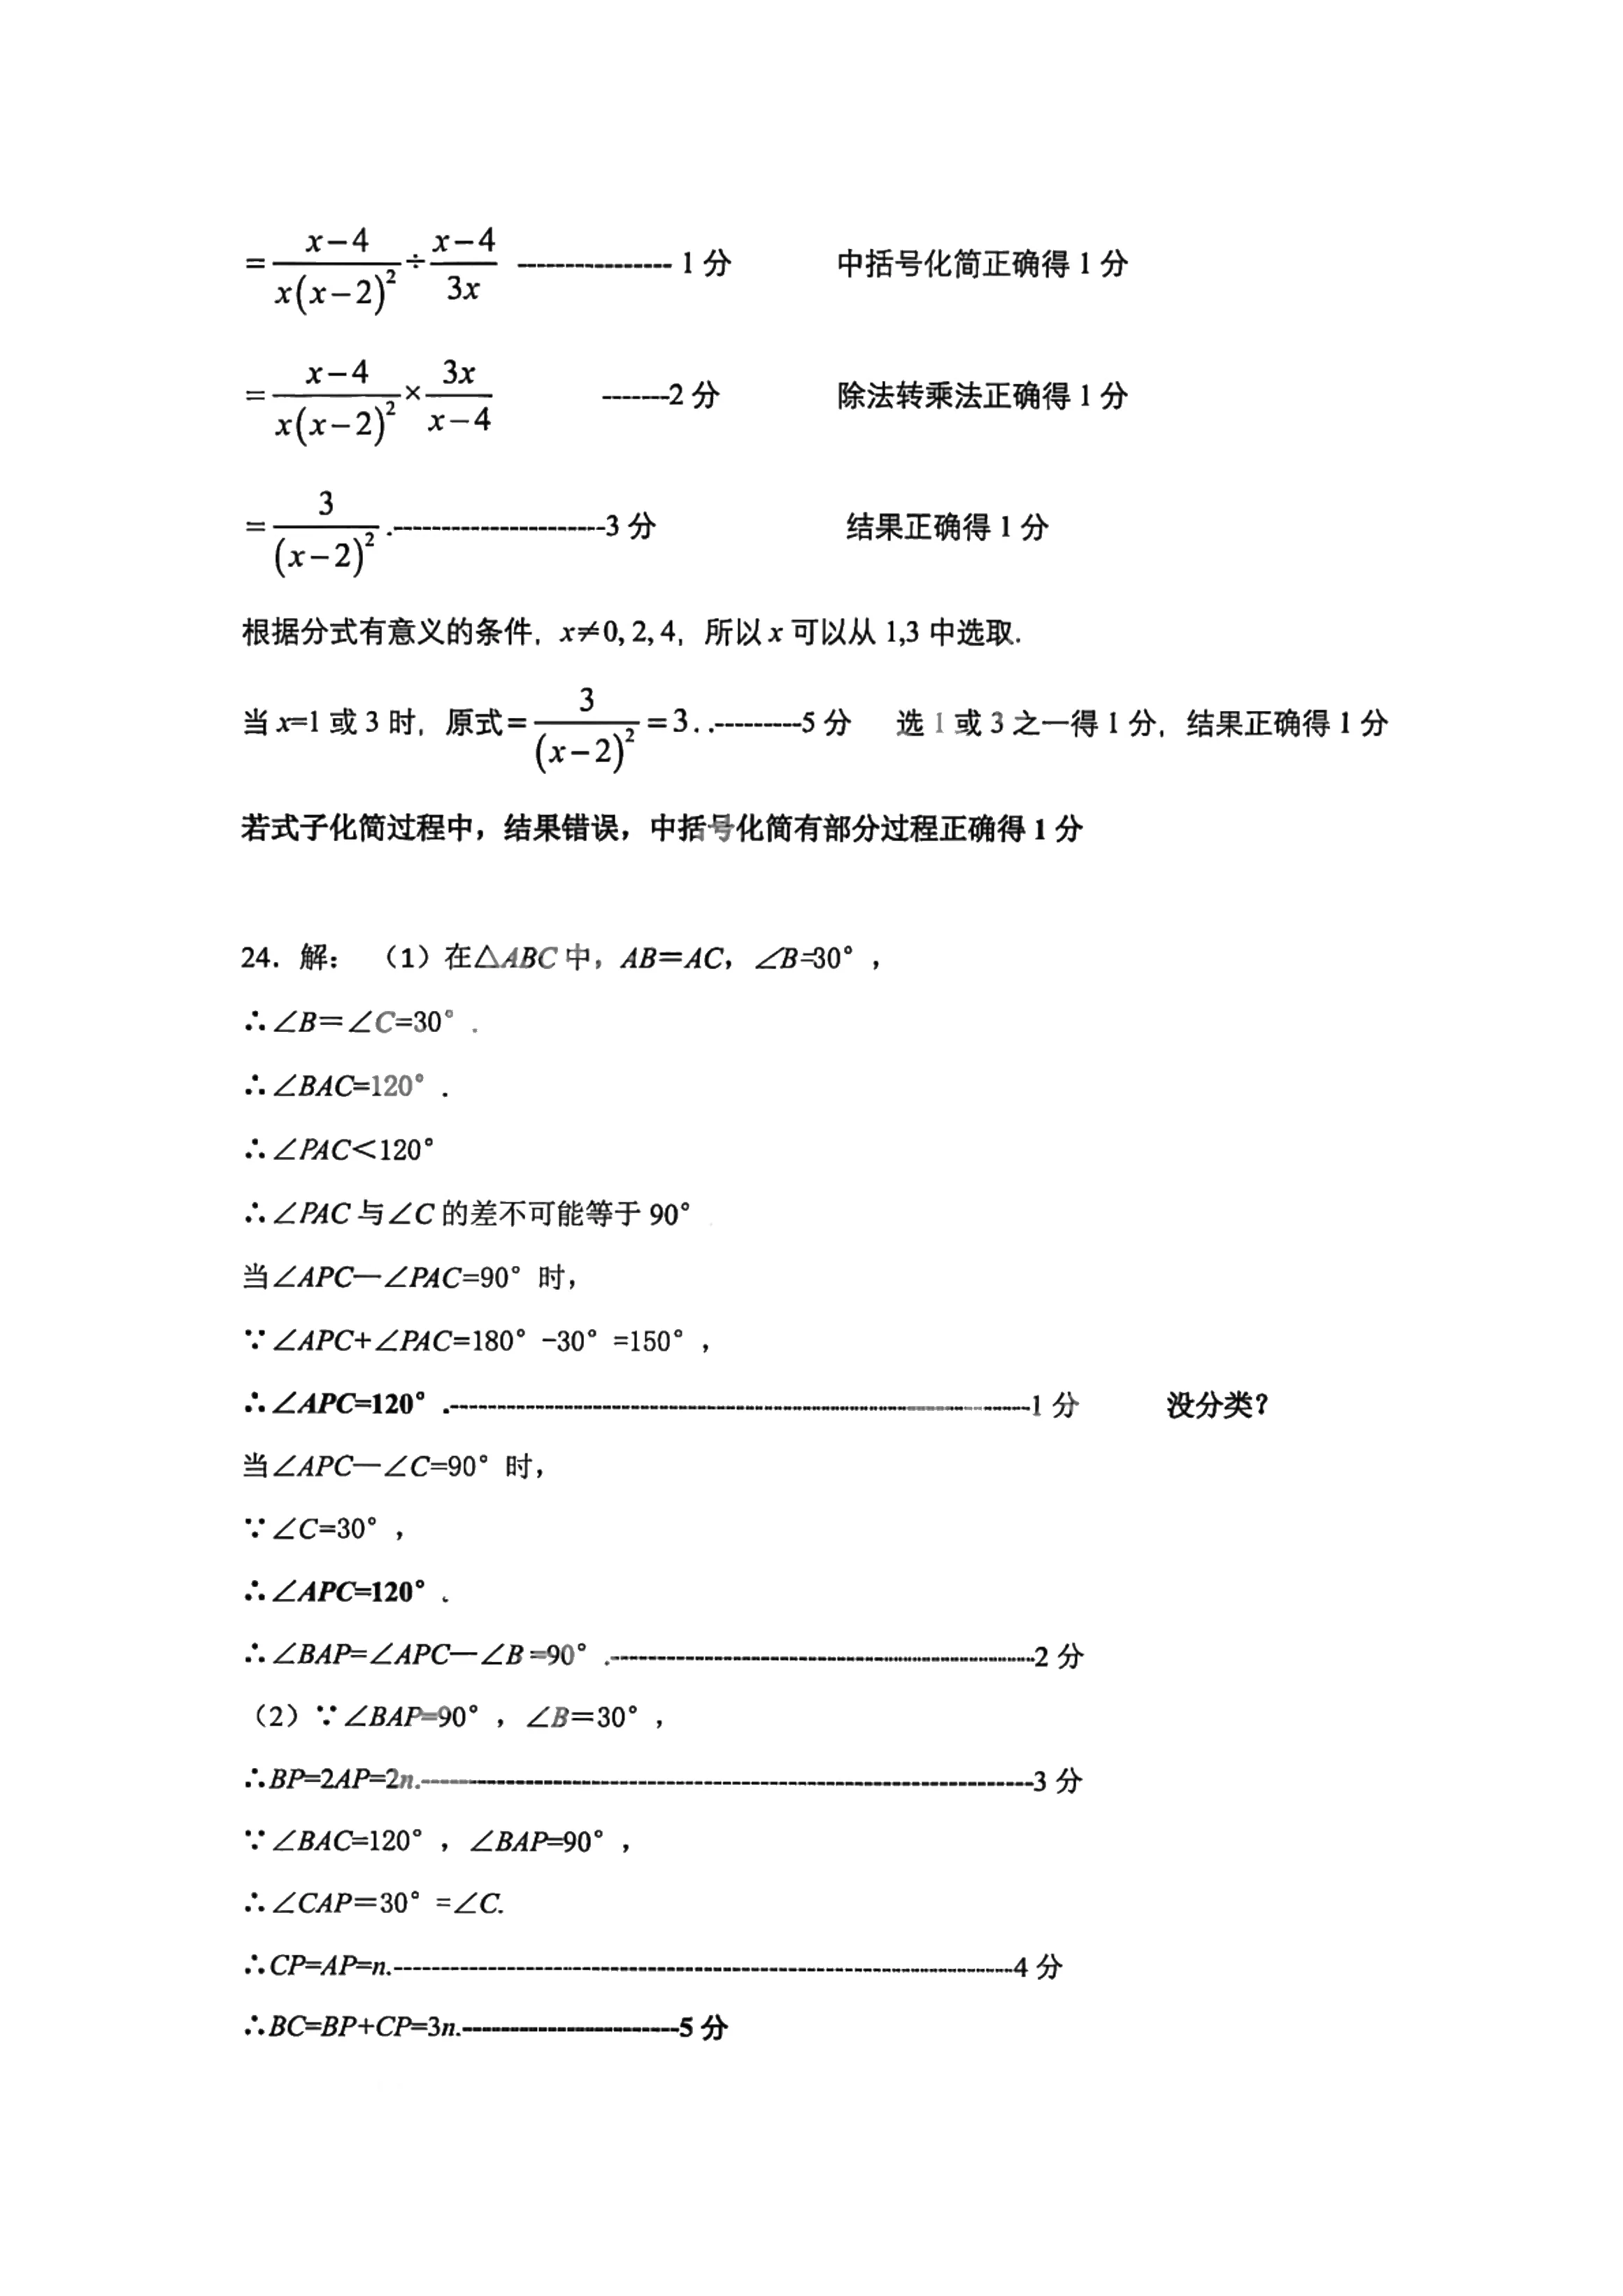 =\frac{x-4}{x(x-2)^2}÷\frac{x-4}{3x} ---------------- 1 分 中括号化简正确得 1 分
=\frac{x-4}{x(x-2)^2}×\frac{3x}{x-4} -------2 分 除法转乘法正确得 1 分
=\frac{3}{(x-2)^2}.----------------------3 分 结果正确得 1 分
根据分式有意义的条件，x≠0, 2, 4，所以 x 可以从 1,3 中选取.
当 x=1 或 3 时，原式=\frac{3}{(x-2)^2}=3. .---------5 分 选 1 或 3 之一得 1 分，结果正确得 1 分
若式子化简过程中，结果错误，中括号化简有部分过程正确得 1 分
24．解： （1）在△ABC 中，AB＝AC，∠B=30°，
∴∠B＝∠C=30°.
∴∠BAC=120°.
∴∠PAC＜120°
∴∠PAC 与∠C 的差不可能等于 90°
当∠APC—∠PAC=90°时，
∵∠APC+∠PAC=180°-30°=150°，
∴∠APC=120°.------------------------------------------------------------1 分 没分类？
当∠APC—∠C=90°时，
∵∠C=30°，
∴∠APC=120°.
∴∠BAP=∠APC—∠B =90°.--------------------------------------------2 分
（2）∵∠BAP=90°，∠B＝30°，
∴BP=2AP=2n.----------------------------------------------------------------3 分
∵∠BAC=120°，∠BAP=90°，
∴∠CAP＝30°=∠C.
∴CP=AP=n.-----------------------------------------------------------------4 分
∴BC=BP+CP=3n.-----------------------5 分